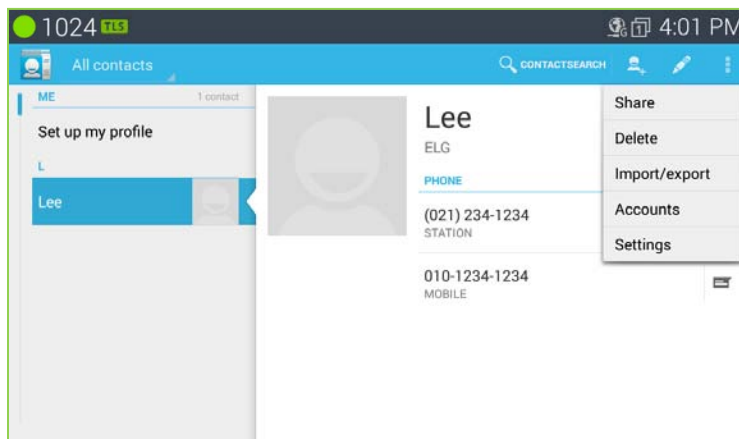 1024 TLS
G 1 4:01 PM
All contacts
CONTACTSEARCH
ME 1 contact
Set up my profile
L
Lee
Lee
ELG
PHONE
(021) 234-1234
STATION
010-1234-1234
MOBILE
Share
Delete
Import/export
Accounts
Settings